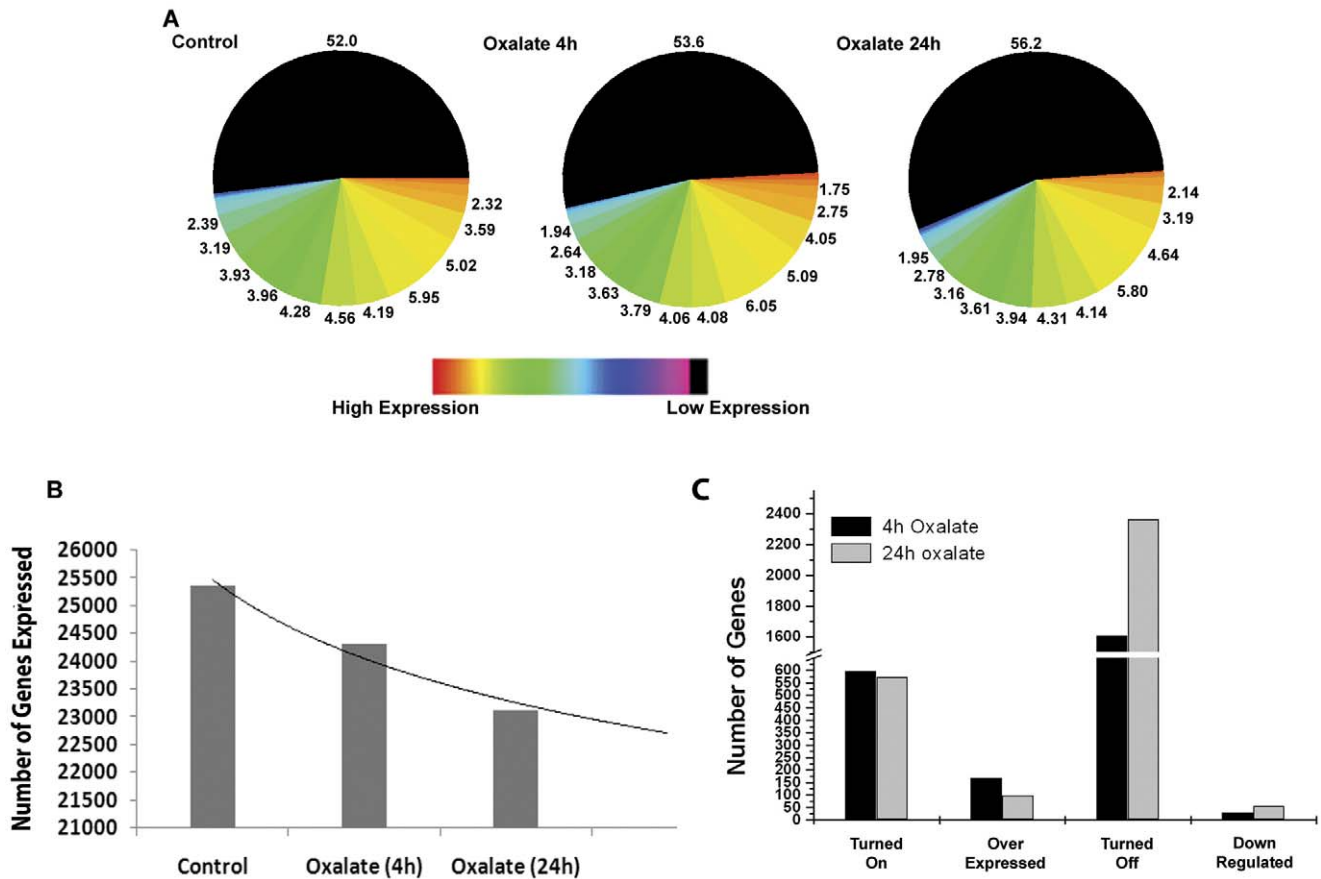 A
Control
52.0
2.32
3.59
5.02
5.95
4.19
4.56
4.28
3.96
3.93
3.19
2.39
Oxalate 4h
53.6
1.75
2.75
4.05
5.09
6.05
4.08
4.06
3.79
3.63
3.18
2.64
1.94
Oxalate 24h
56.2
2.14
3.19
4.64
5.80
4.14
4.31
3.94
3.61
3.16
2.78
1.95
High Expression
Low Expression
B
Number of Genes Expressed
26000
25500
25000
24500
24000
23500
23000
22500
22000
21500
21000
Control
Oxalate (4h)
Oxalate (24h)
C
Number of Genes
2400
2200
2000
1800
1600
600
550
500
450
400
350
300
250
200
150
100
50
0
4h Oxalate
24h oxalate
Turned
On
Over
Expressed
Turned
Off
Down
Regulated